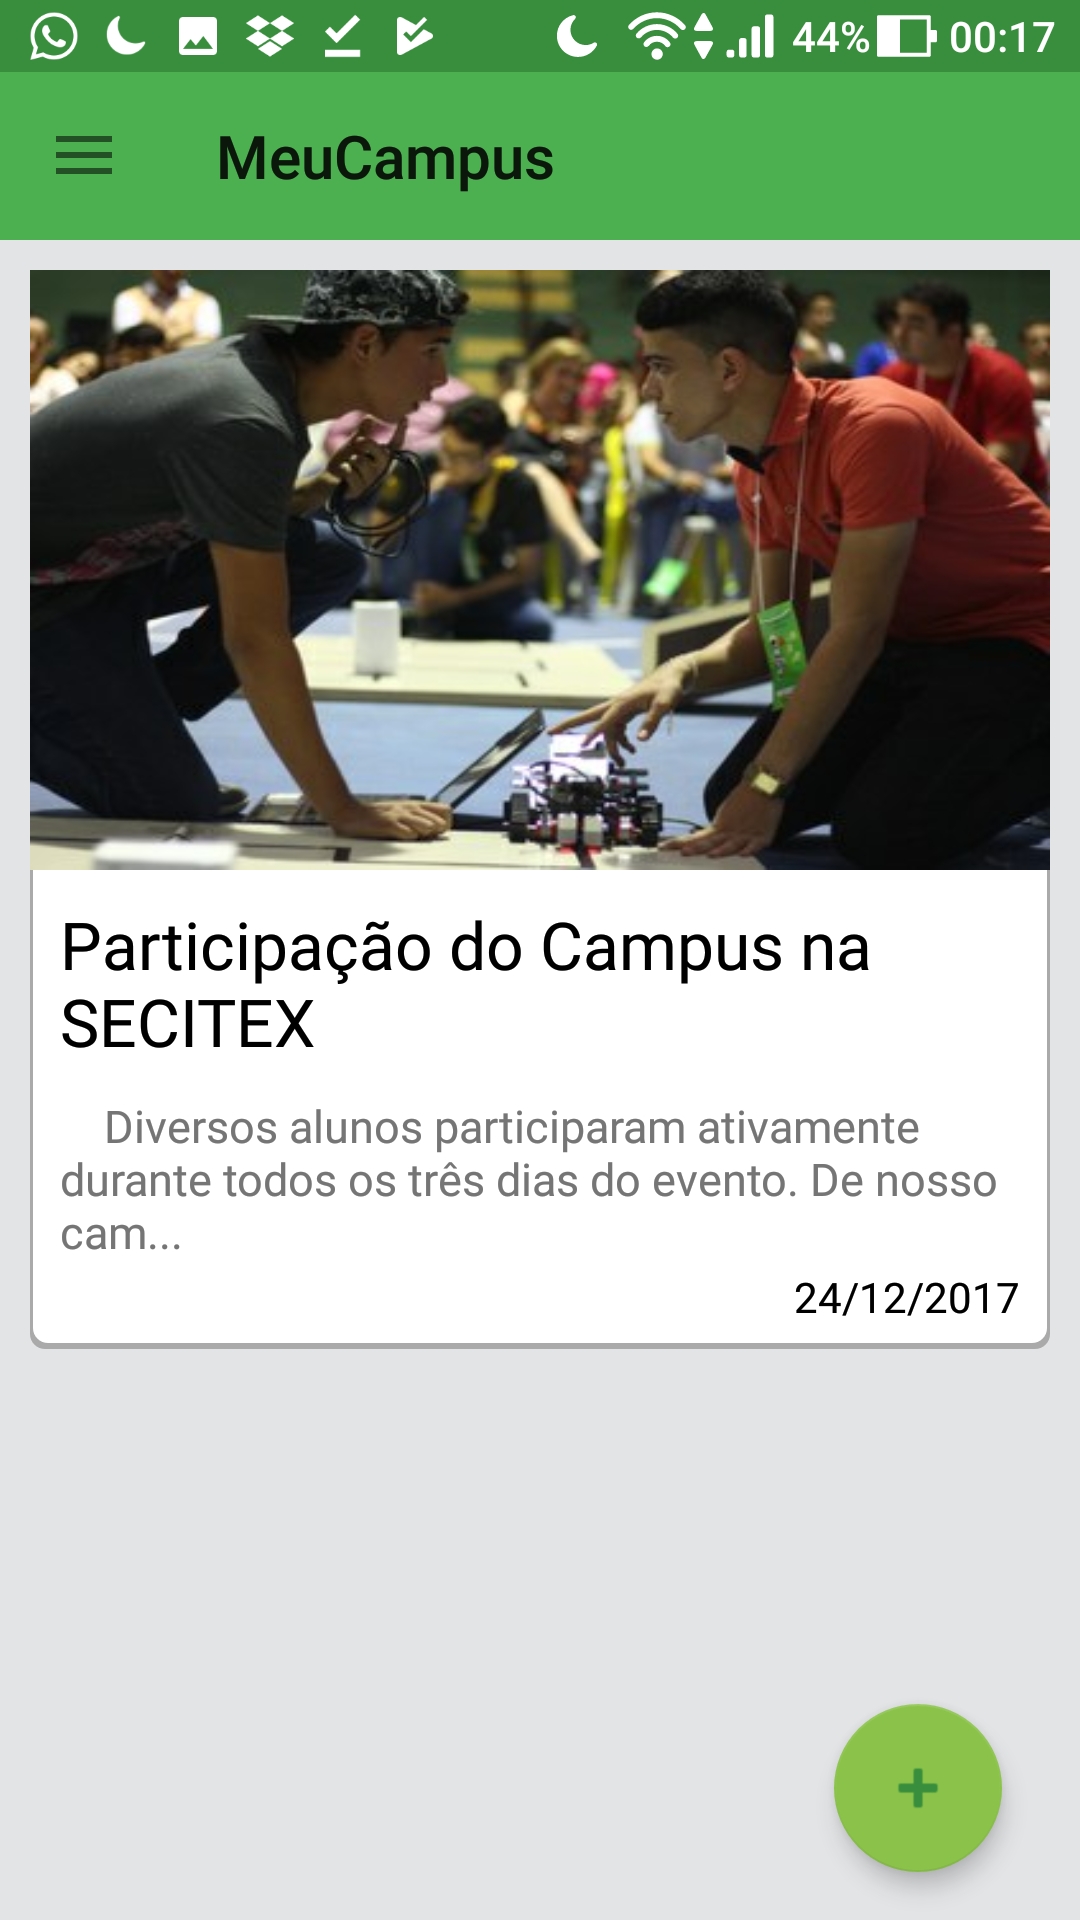 44% 00:17
MeuCampus
Participação do Campus na
SECITEX
Diversos alunos participaram ativamente
durante todos os três dias do evento. De nosso
cam...
24/12/2017